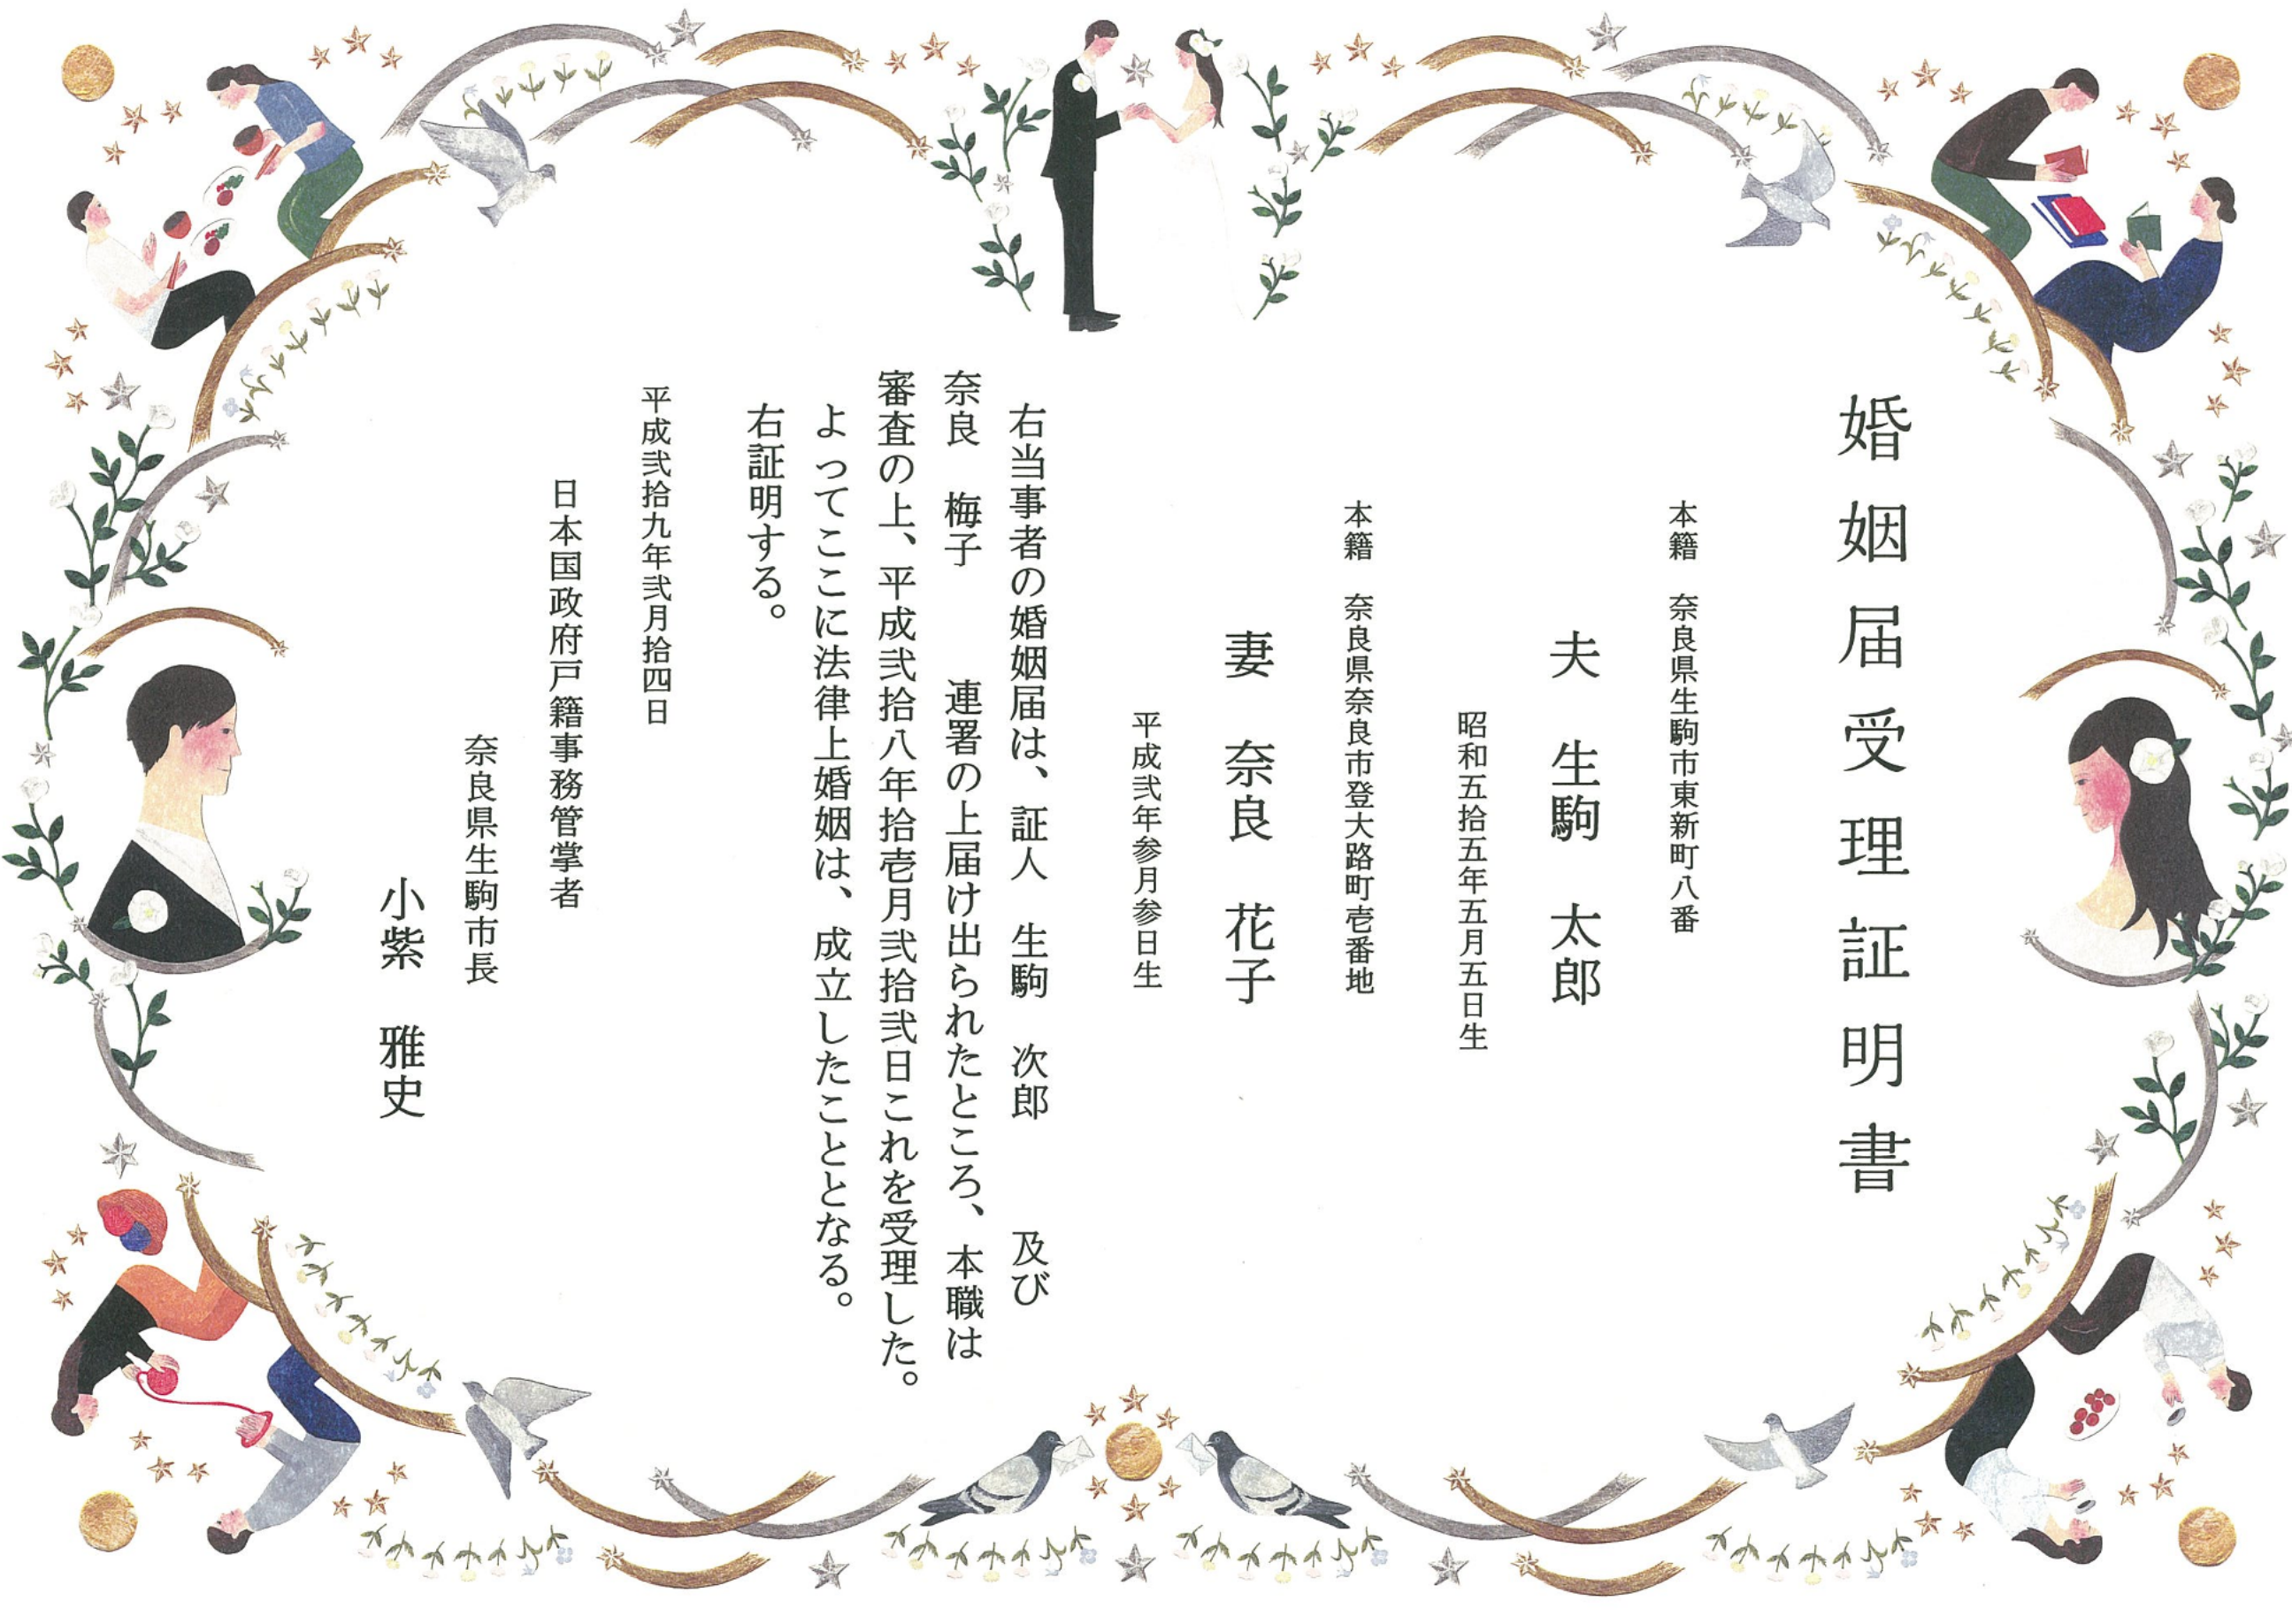 婚姻届受理証明書
本籍　奈良県生駒市東新町八番
夫　生駒　太郎
昭和五拾五年五月五日生
本籍　奈良県奈良市登大路町壱番地
妻　奈良　花子
平成弐年参月参日生
右当事者の婚姻届は、証人　生駒　次郎　　及び
奈良　梅子　　連署の上届け出られたところ、本職は
審査の上、平成弐拾八年拾壱月弐拾弐日これを受理した。
よってここに法律上婚姻は、成立したこととなる。
右証明する。
平成弐拾九年弐月拾四日
日本国政府戸籍事務管掌者
奈良県生駒市長
小紫　雅史